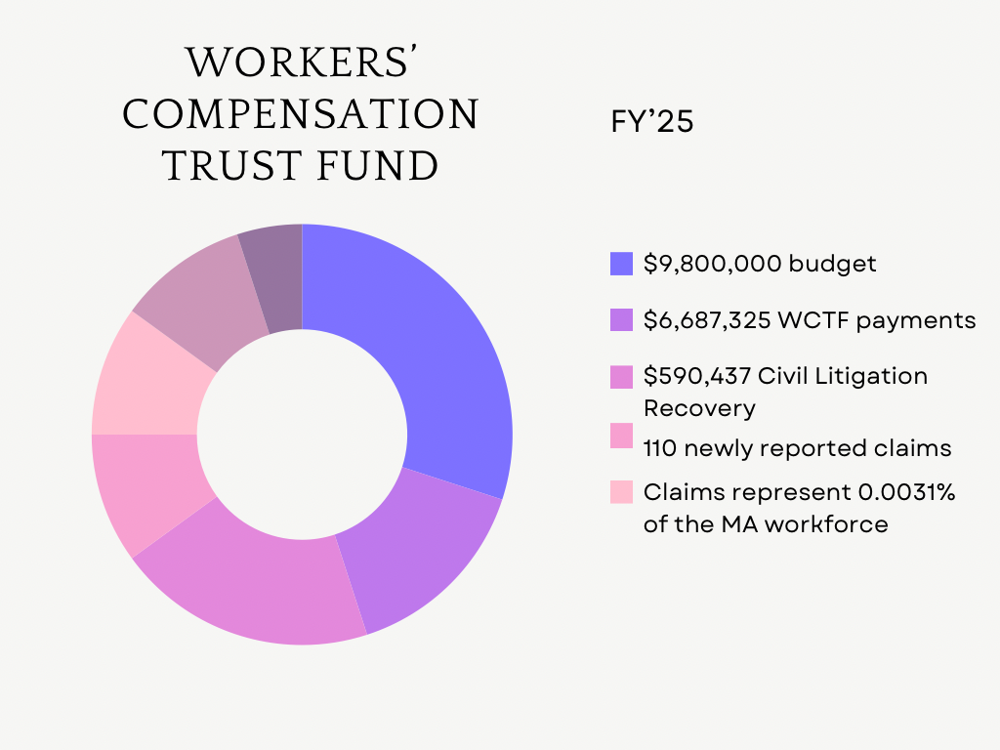 WORKERS’
COMPENSATION
TRUST FUND
FY’25
$9,800,000 budget
$6,687,325 WCTF payments
$590,437 Civil Litigation
Recovery
110 newly reported claims
Claims represent 0.0031%
of the MA workforce